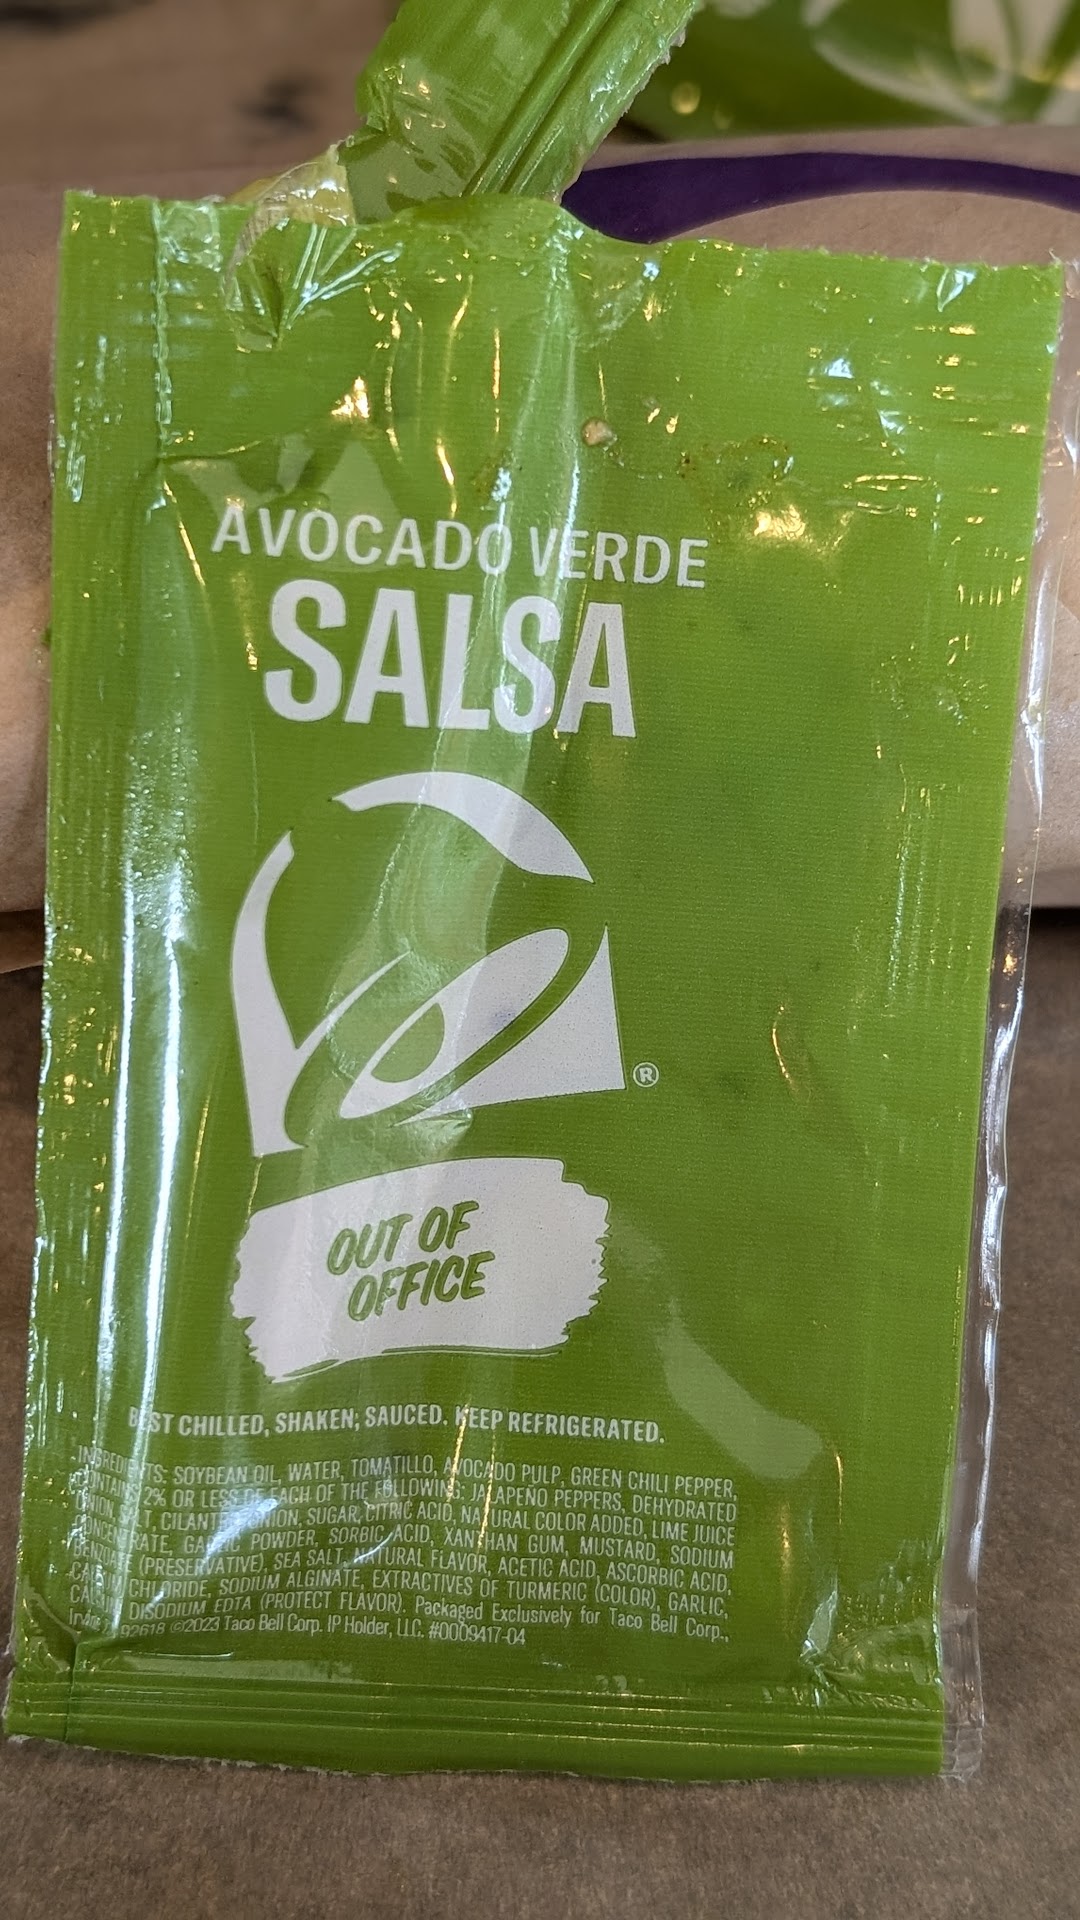 AVOCADO VERDE
SALSA
®
OUT OF
OFFICE
BEST CHILLED, SHAKEN; SAUCED. KEEP REFRIGERATED.
INGREDIENTS: SOYBEAN OIL, WATER, TOMATILLO, AVOCADO PULP, GREEN CHILI PEPPER,
CONTAINS 2% OR LESS OF EACH OF THE FOLLOWING: JALAPENO PEPPERS, DEHYDRATED
ONION, SALT, CILANTRO, ONION, SUGAR, CITRIC ACID, NATURAL COLOR ADDED, LIME JUICE
CONCENTRATE, GARLIC POWDER, SORBIC ACID, XANTHAN GUM, MUSTARD, SODIUM
BENZOATE (PRESERVATIVE), SEA SALT, NATURAL FLAVOR, ACETIC ACID, ASCORBIC ACID,
CALCIUM CHLORIDE, SODIUM ALGINATE, EXTRACTIVES OF TURMERIC (COLOR), GARLIC,
CALCIUM DISODIUM EDTA (PROTECT FLAVOR). Packaged Exclusively for Taco Bell Corp.,
92618 ©2023 Taco Bell Corp. IP Holder, LLC. #0009417-04